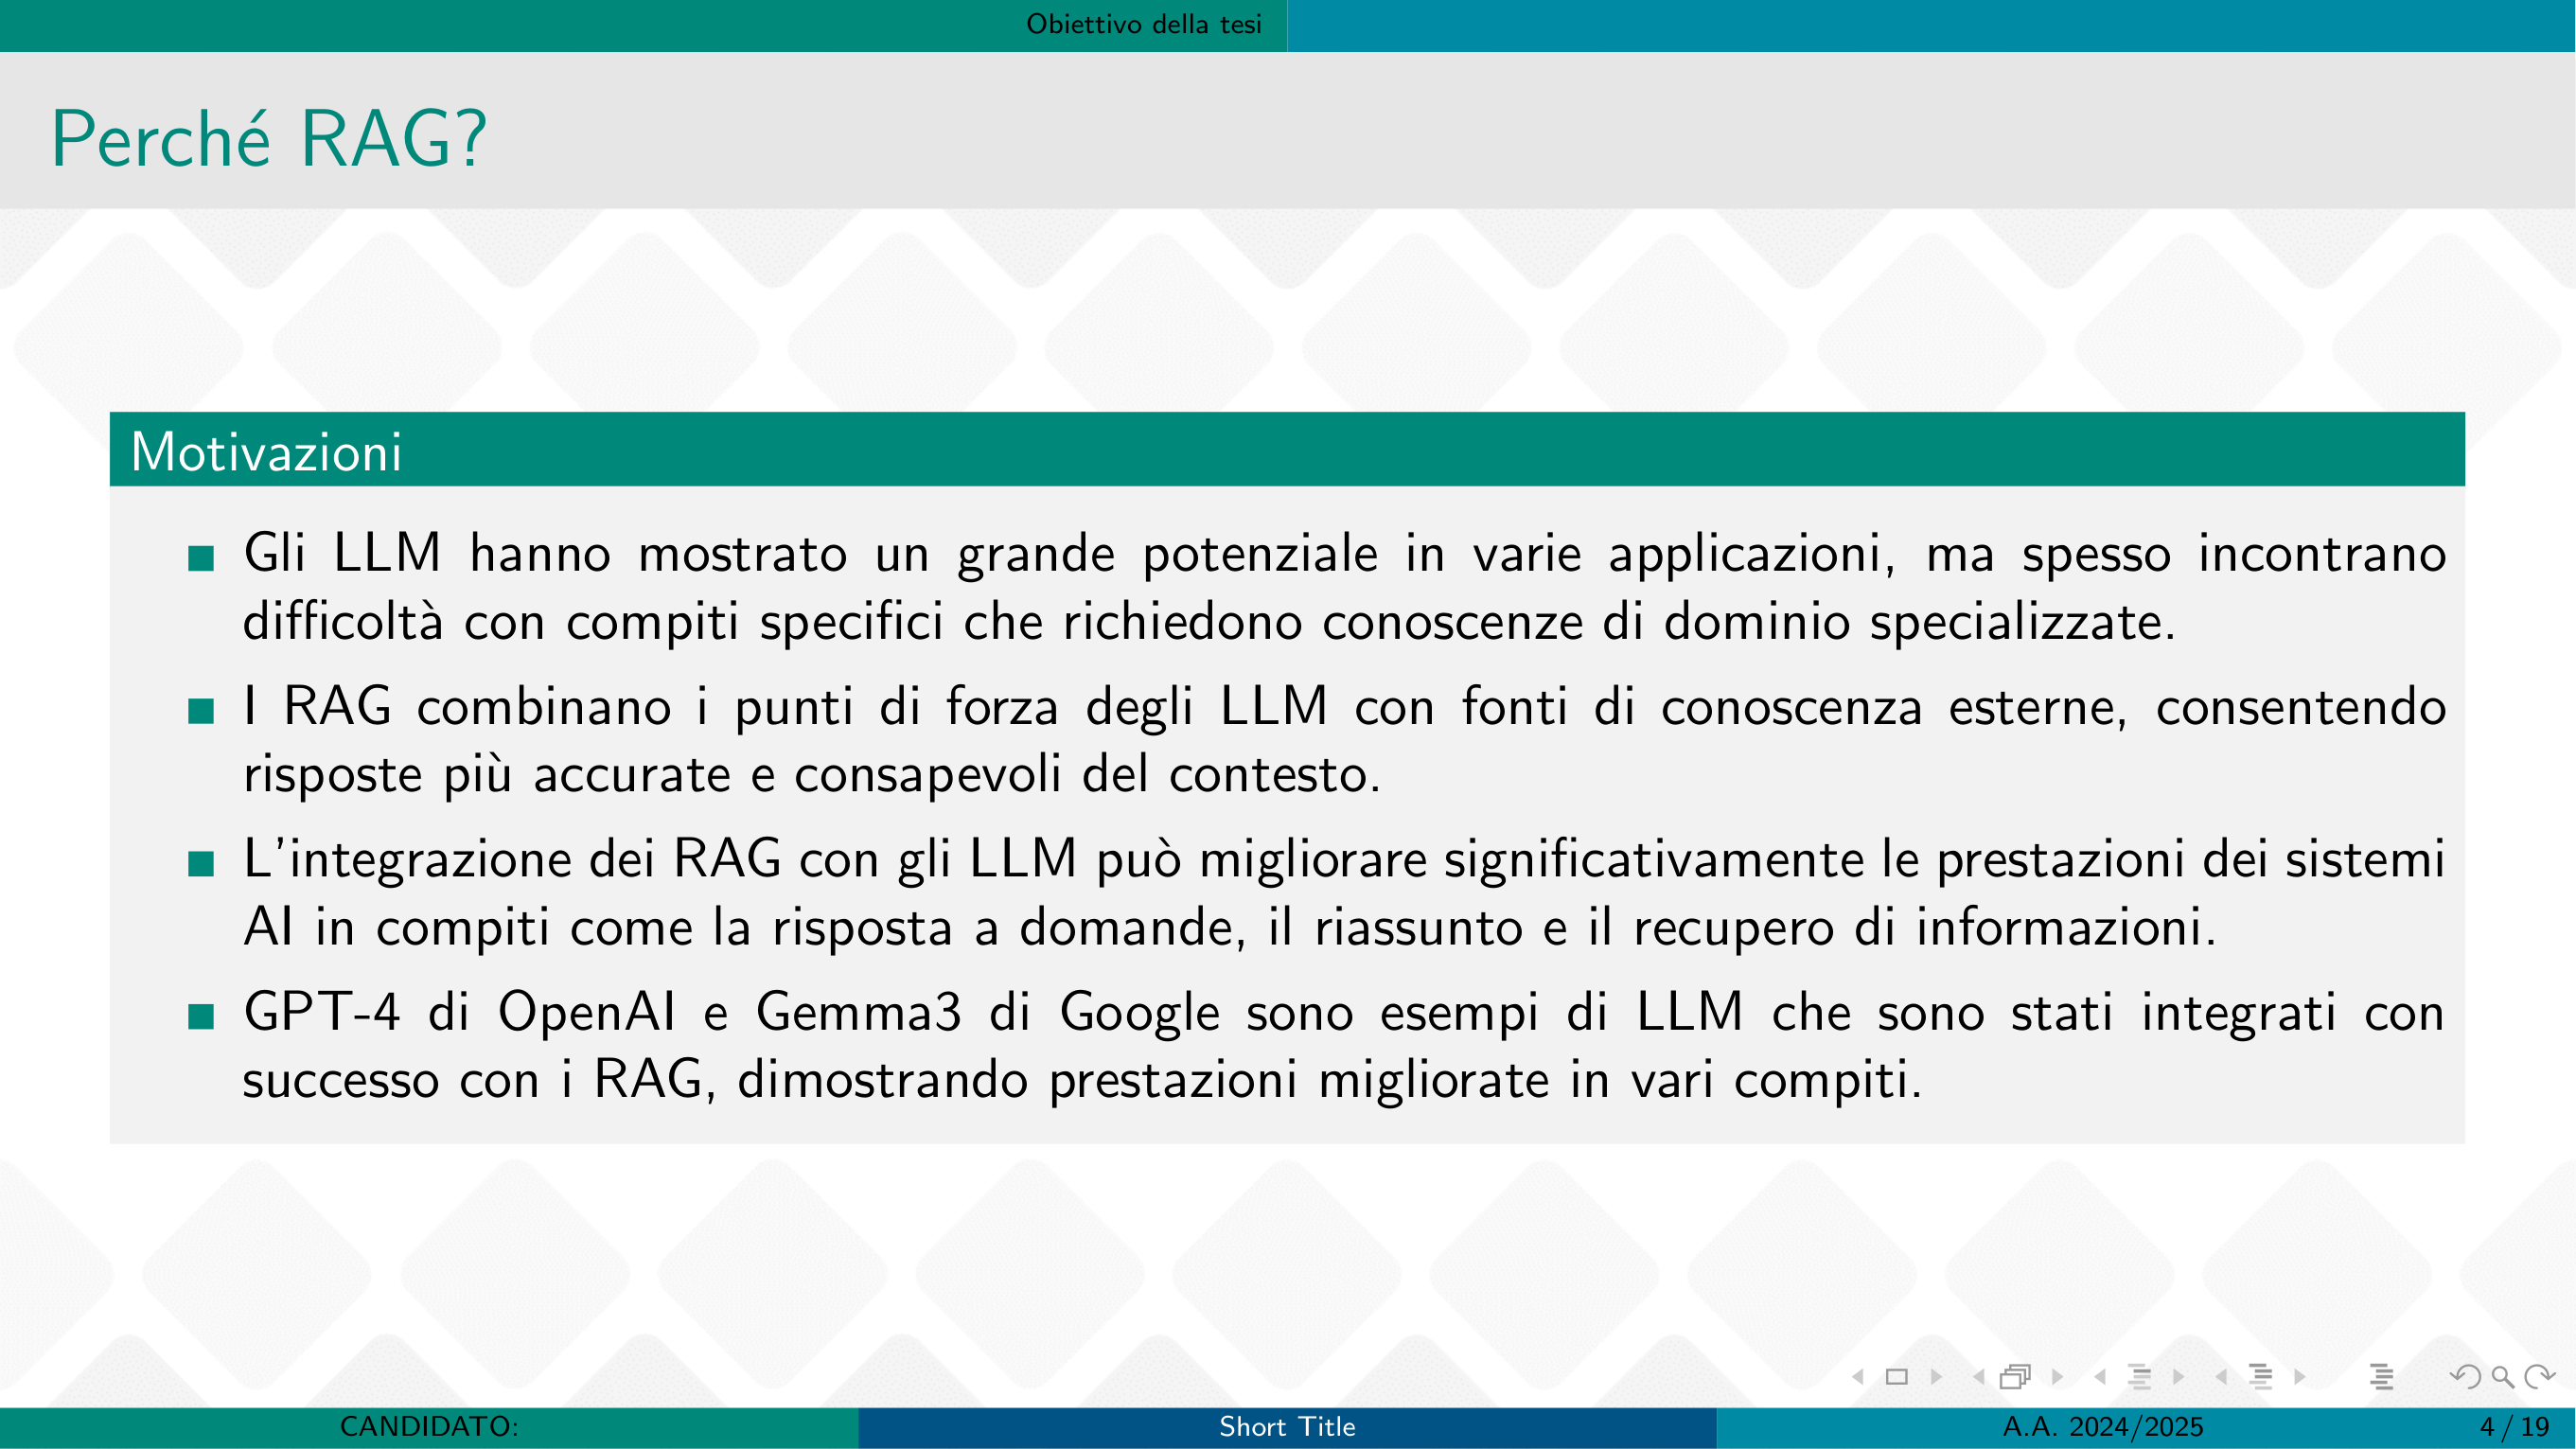 Obiettivo della tesi
Perché RAG?
Motivazioni
Gli LLM hanno mostrato un grande potenziale in varie applicazioni, ma spesso incontrano
difficoltà con compiti specifici che richiedono conoscenze di dominio specializzate.
I RAG combinano i punti di forza degli LLM con fonti di conoscenza esterne, consentendo
risposte più accurate e consapevoli del contesto.
L'integrazione dei RAG con gli LLM può migliorare significativamente le prestazioni dei sistemi
AI in compiti come la risposta a domande, il riassunto e il recupero di informazioni.
GPT-4 di OpenAI e Gemma3 di Google sono esempi di LLM che sono stati integrati con
successo con i RAG, dimostrando prestazioni migliorate in vari compiti.
CANDIDATO:
Short Title
A.A. 2024/2025
4 / 19